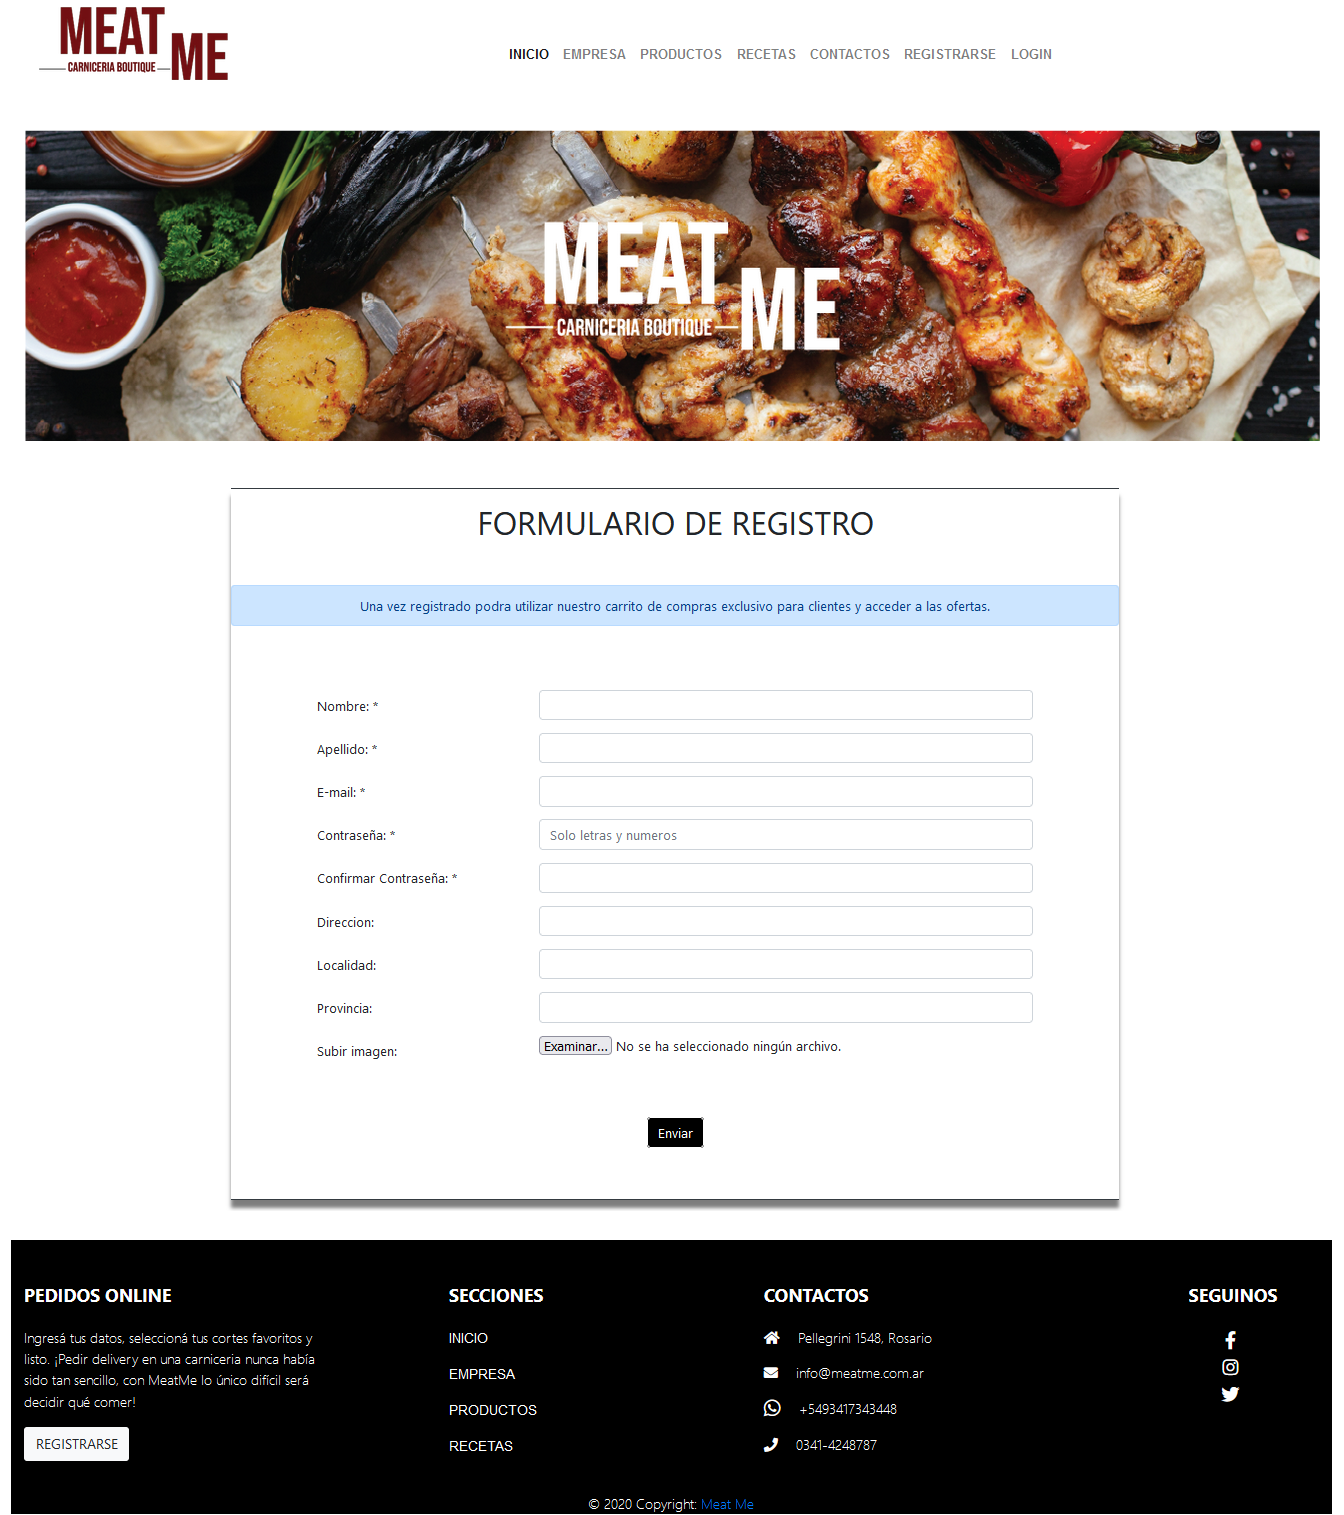 MEAT ME
CARNICERIA BOUTIQUE
INICIO EMPRESA PRODUCTOS RECETAS CONTACTOS REGISTRARSE LOGIN
MEAT ME
CARNICERIA BOUTIQUE
FORMULARIO DE REGISTRO
Una vez registrado podra utilizar nuestro carrito de compras exclusivo para clientes y acceder a las ofertas.
Nombre: *
Apellido: *
E-mail: *
Contraseña: * Solo letras y numeros
Confirmar Contraseña: *
Direccion:
Localidad:
Provincia:
Subir imagen: Examinar... No se ha seleccionado ningún archivo.
Enviar
PEDIDOS ONLINE
Ingresá tus datos, seleccioná tus cortes favoritos y
listo. ¡Pedir delivery en una carniceria nunca había
sido tan sencillo, con MeatMe lo único difícil será
decidir qué comer!
REGISTRARSE
SECCIONES
INICIO
EMPRESA
PRODUCTOS
RECETAS
CONTACTOS
Pellegrini 1548, Rosario
info@meatme.com.ar
+5493417343448
0341-4248787
SEGUINOS
© 2020 Copyright: Meat Me